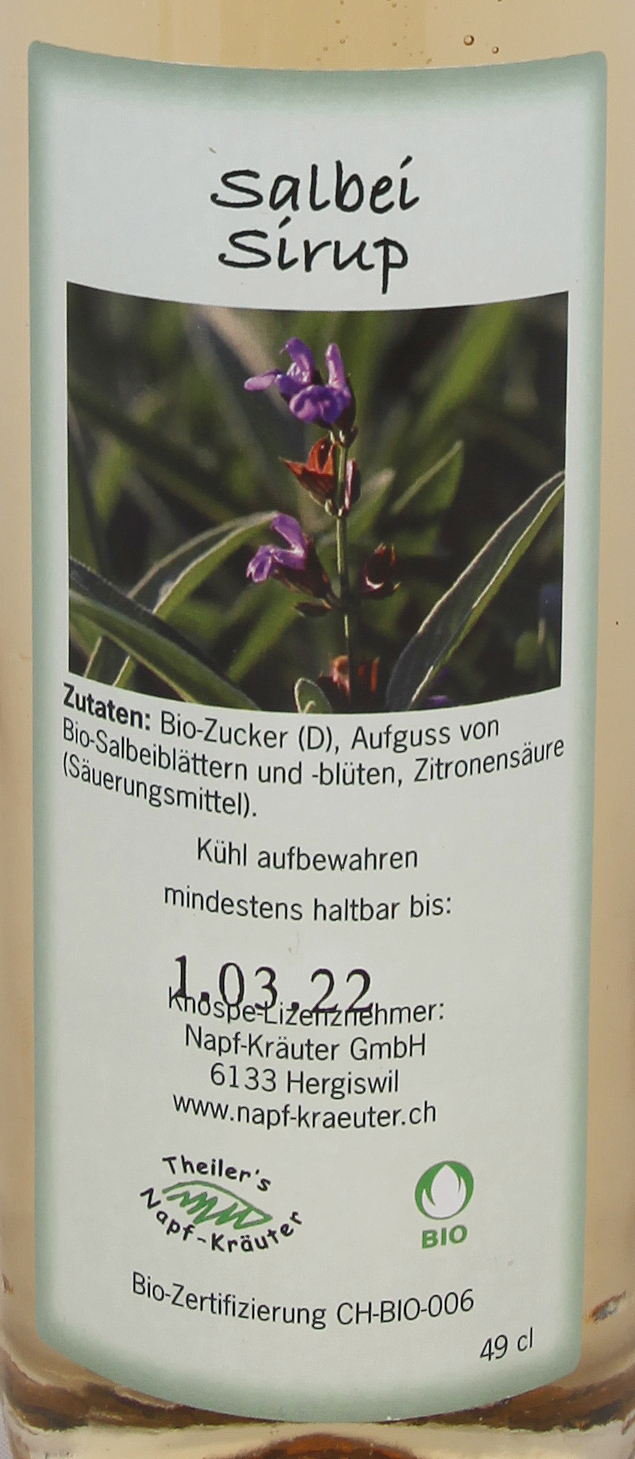 Salbei
Sirup
Zutaten: Bio-Zucker (D), Aufguss von
Bio-Salbeiblättern und -blüten, Zitronensäure
(Säuerungsmittel).
Kühl aufbewahren
mindestens haltbar bis:
1.03.22
Knospe-Lizenznehmer:
Napf-Kräuter GmbH
6133 Hergiswil
www.napf-kraeuter.ch
Theiler's
Napf-Kräuter
BIO
Bio-Zertifizierung CH-BIO-006
49 cl